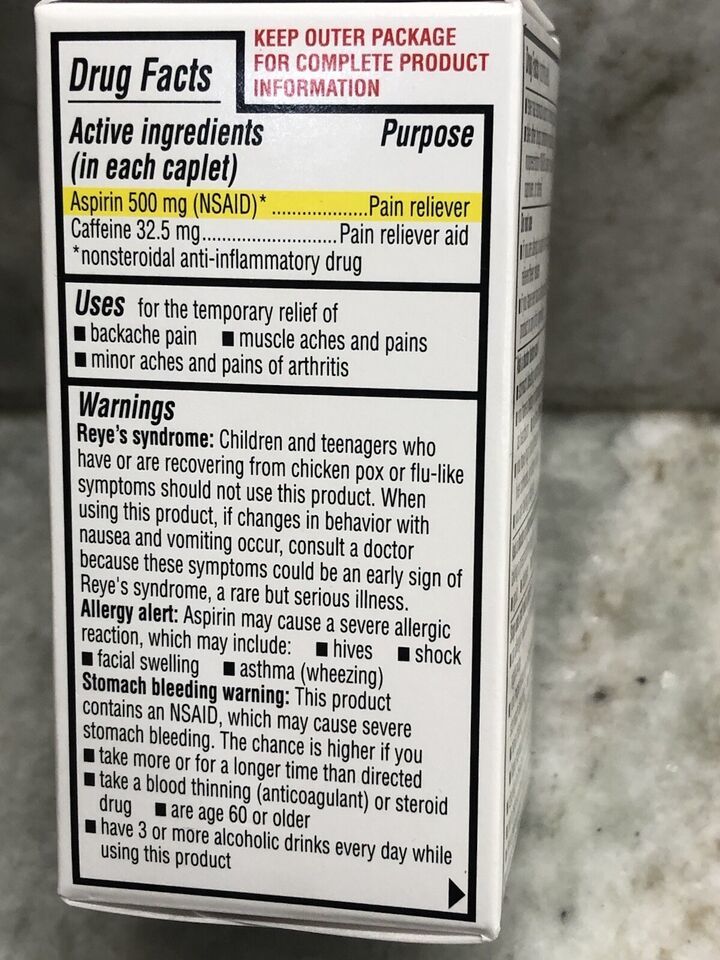 KEEP OUTER PACKAGE
FOR COMPLETE PRODUCT
INFORMATION
Drug Facts
Active ingredients Purpose
(in each caplet)
Aspirin 500 mg (NSAID)*...................Pain reliever
Caffeine 32.5 mg...........................Pain reliever aid
*nonsteroidal anti-inflammatory drug
Uses for the temporary relief of
■ backache pain ■ muscle aches and pains
■ minor aches and pains of arthritis
Warnings
Reye's syndrome: Children and teenagers who
have or are recovering from chicken pox or flu-like
symptoms should not use this product. When
using this product, if changes in behavior with
nausea and vomiting occur, consult a doctor
because these symptoms could be an early sign of
Reye's syndrome, a rare but serious illness.
Allergy alert: Aspirin may cause a severe allergic
reaction, which may include: ■ hives ■ shock
■ facial swelling ■ asthma (wheezing)
Stomach bleeding warning: This product
contains an NSAID, which may cause severe
stomach bleeding. The chance is higher if you
■ take more or for a longer time than directed
■ take a blood thinning (anticoagulant) or steroid
drug ■ are age 60 or older
■ have 3 or more alcoholic drinks every day while
using this product